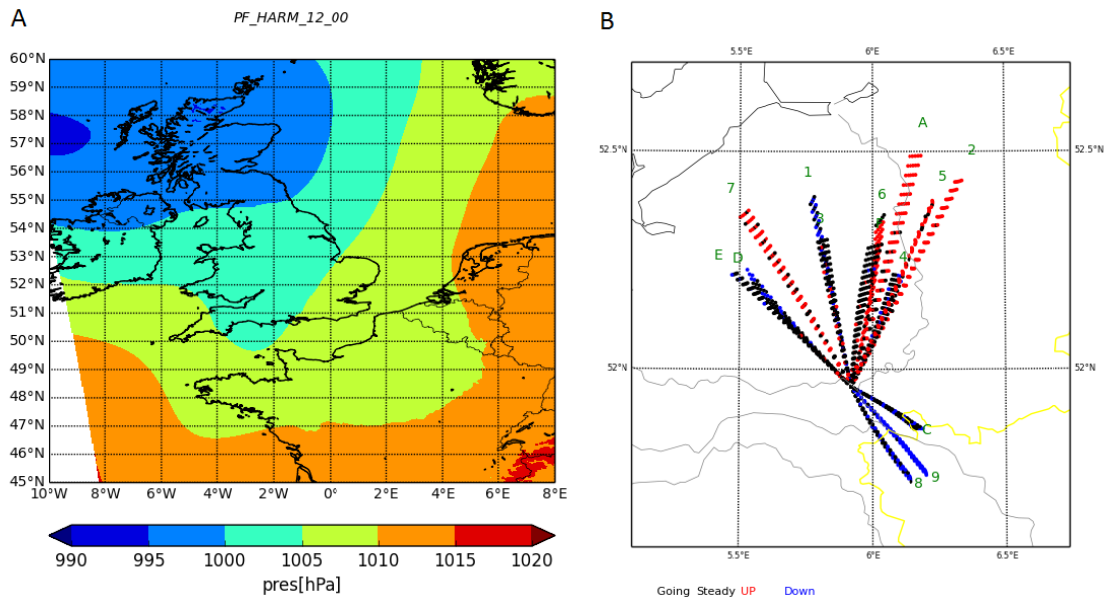 A
PF_HARM_12_00
60°N
59°N
58°N
57°N
56°N
55°N
54°N
53°N
52°N
51°N
50°N
49°N
48°N
47°N
46°N
45°N
10°W 8°W 6°W 4°W 2°W 0° 2°E 4°E 6°E 8°E
990 995 1000 1005 1010 1015 1020
pres[hPa]
B
5.5°E 6°E 6.5°E
A
52.5°N 2 52.5°N
1 5
7 6
3
E D 4
52°N 52°N
C
8 9
5.5°E 6°E 6.5°E
Going Steady UP Down